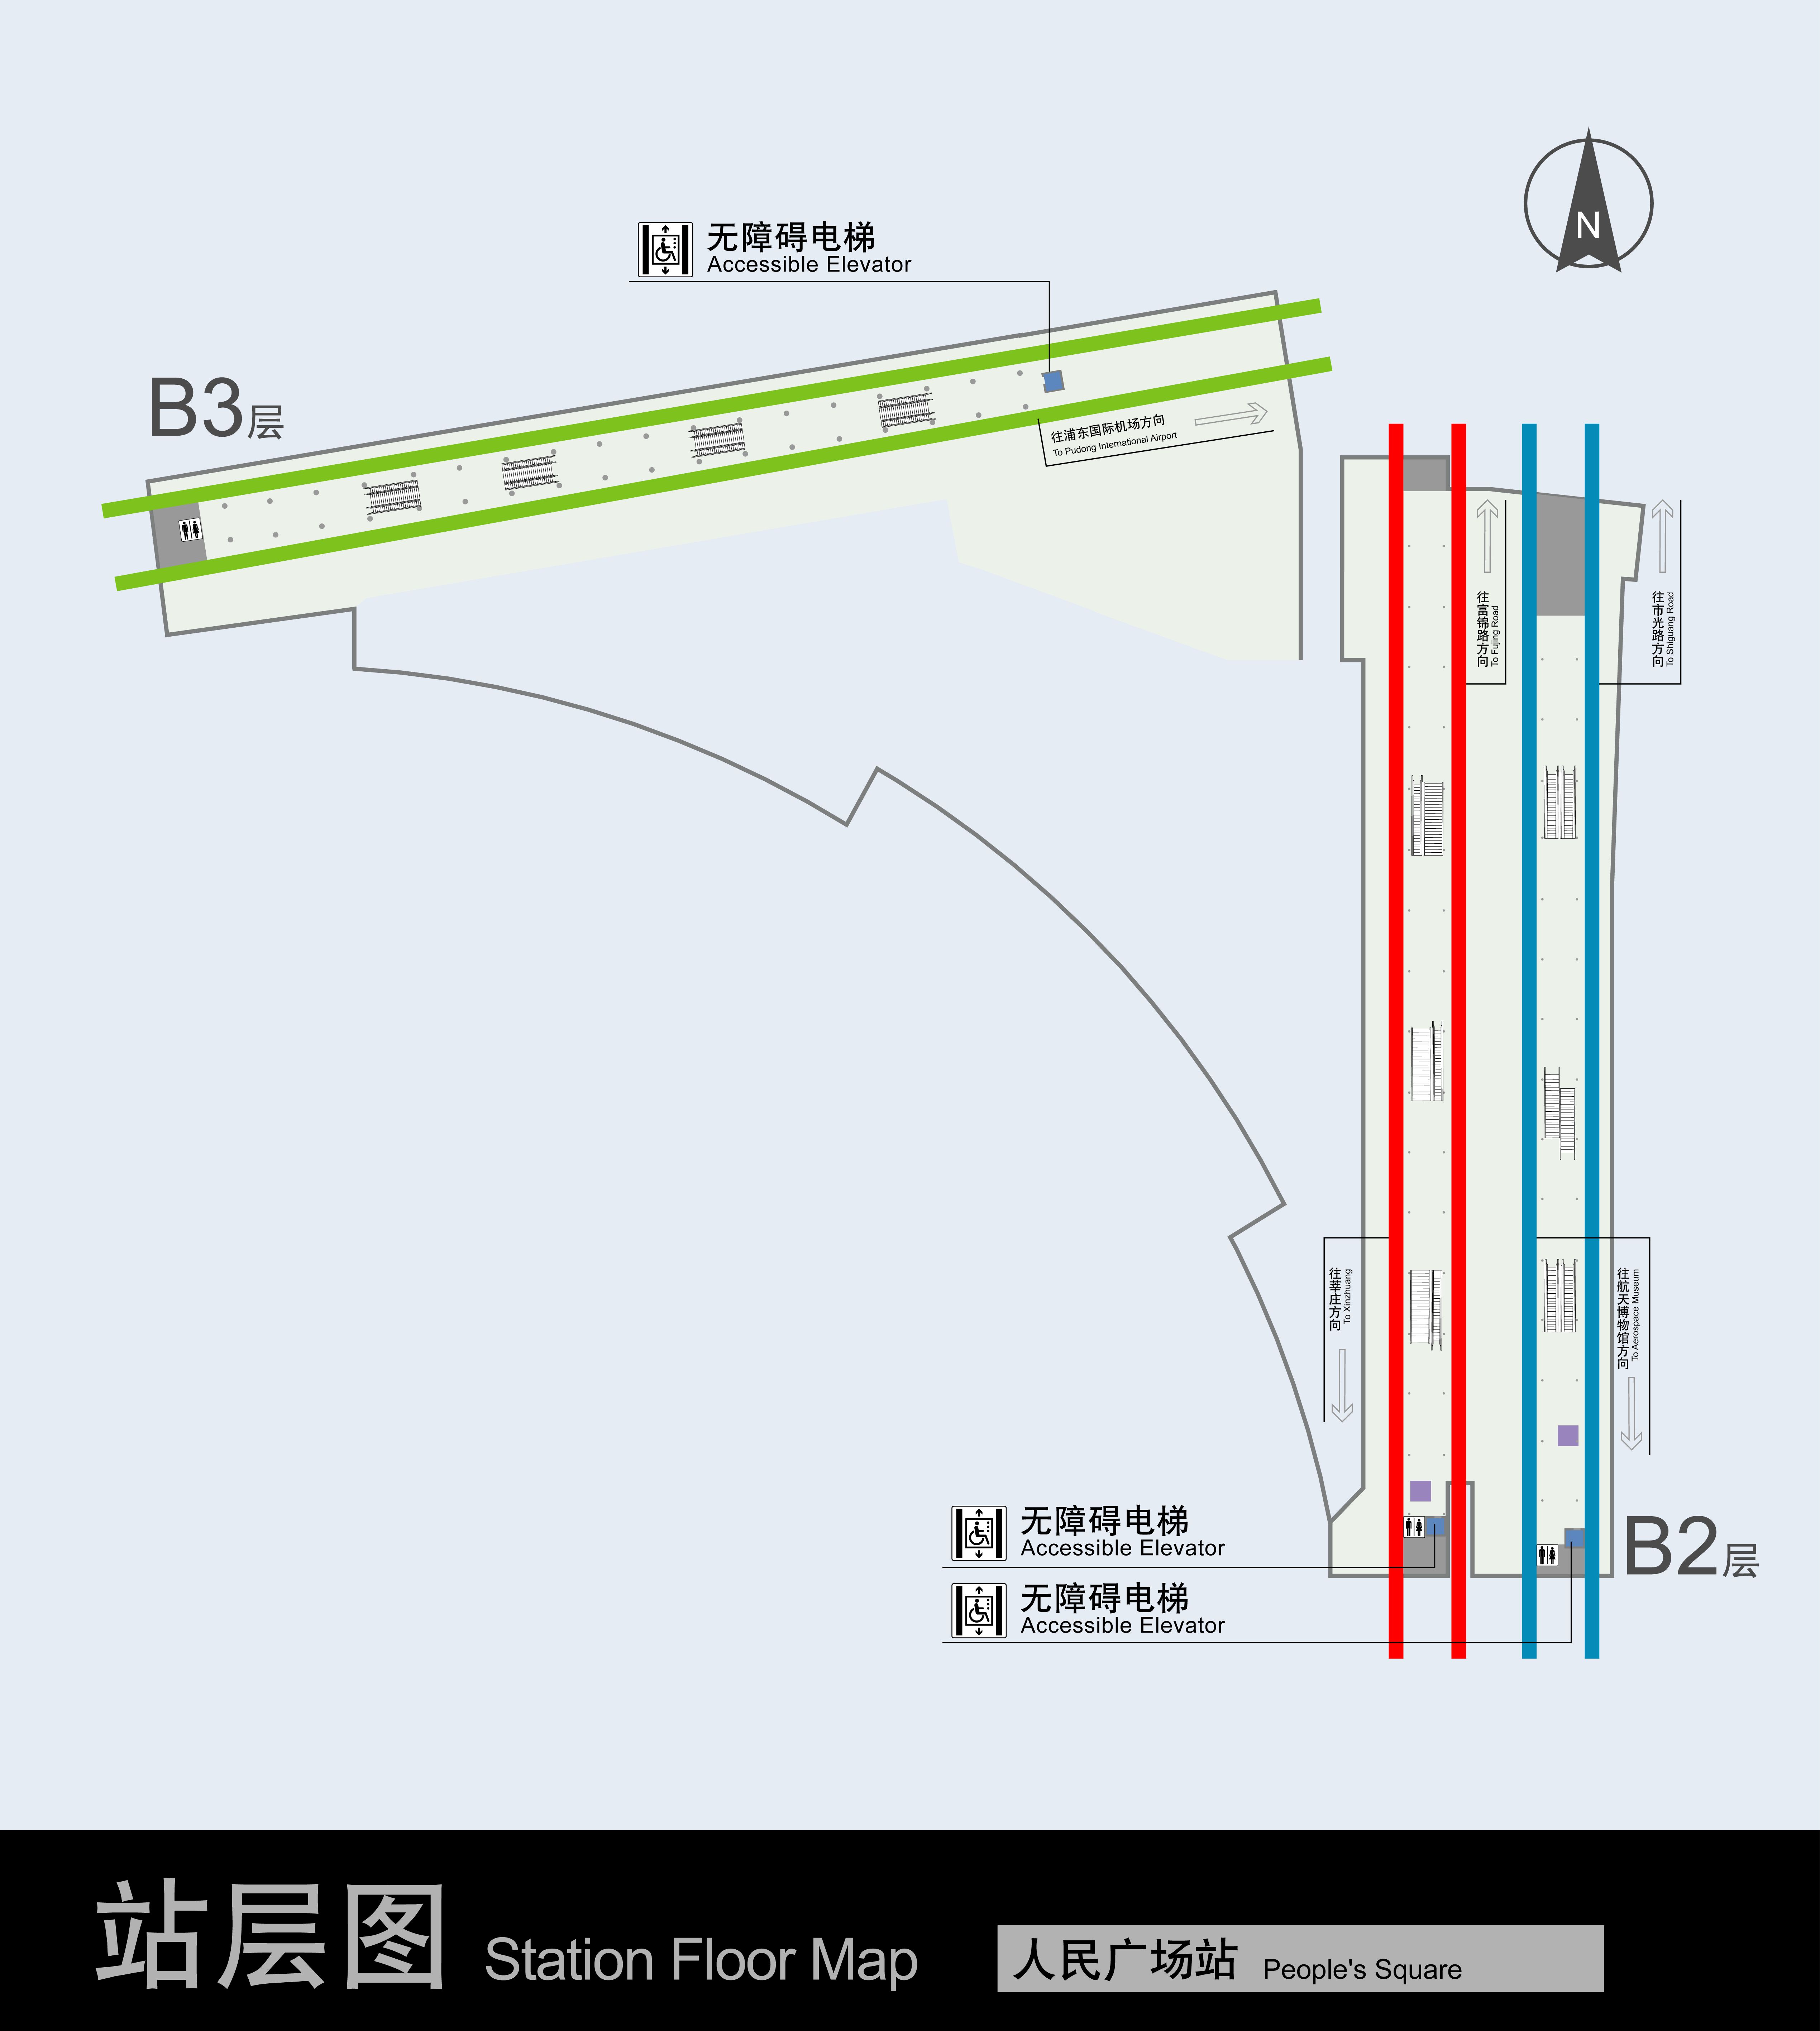 N
无障碍电梯
Accessible Elevator
B3层
往浦东国际机场方向
To Pudong International Airport
往富锦路方向
To Fujing Road
往市光路方向
To Shiguang Road
往莘庄方向
To Xinzhuang
往航天博物馆方向
To Aerospace Museum
无障碍电梯
Accessible Elevator
无障碍电梯
Accessible Elevator
B2层
站层图 Station Floor Map
人民广场站 People's Square